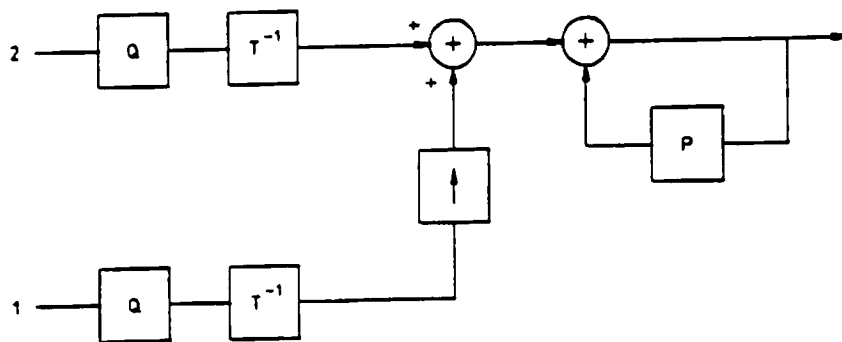 2 Q T⁻¹ + + +
+
P
1 Q T⁻¹